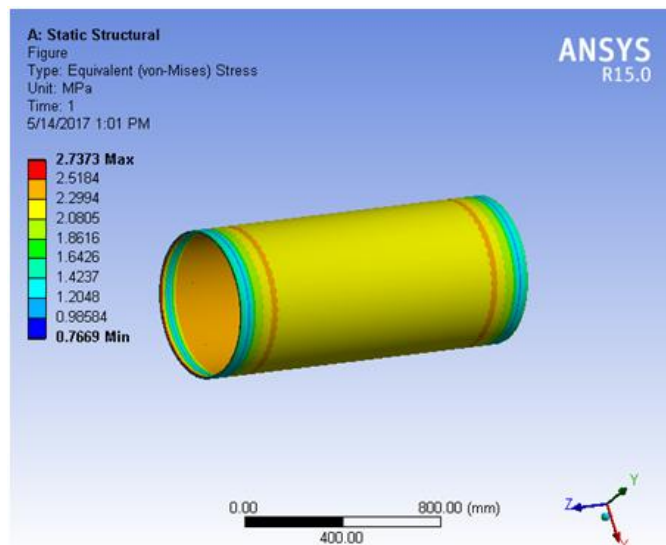 A: Static Structural
Figure
Type: Equivalent (von-Mises) Stress
Unit: MPa
Time: 1
5/14/2017 1:01 PM
ANSYS
R15.0
2.7373 Max
2.5184
2.2994
2.0805
1.8616
1.6426
1.4237
1.2048
0.98584
0.7669 Min
0.00
800.00 (mm)
400.00
Y
Z
X